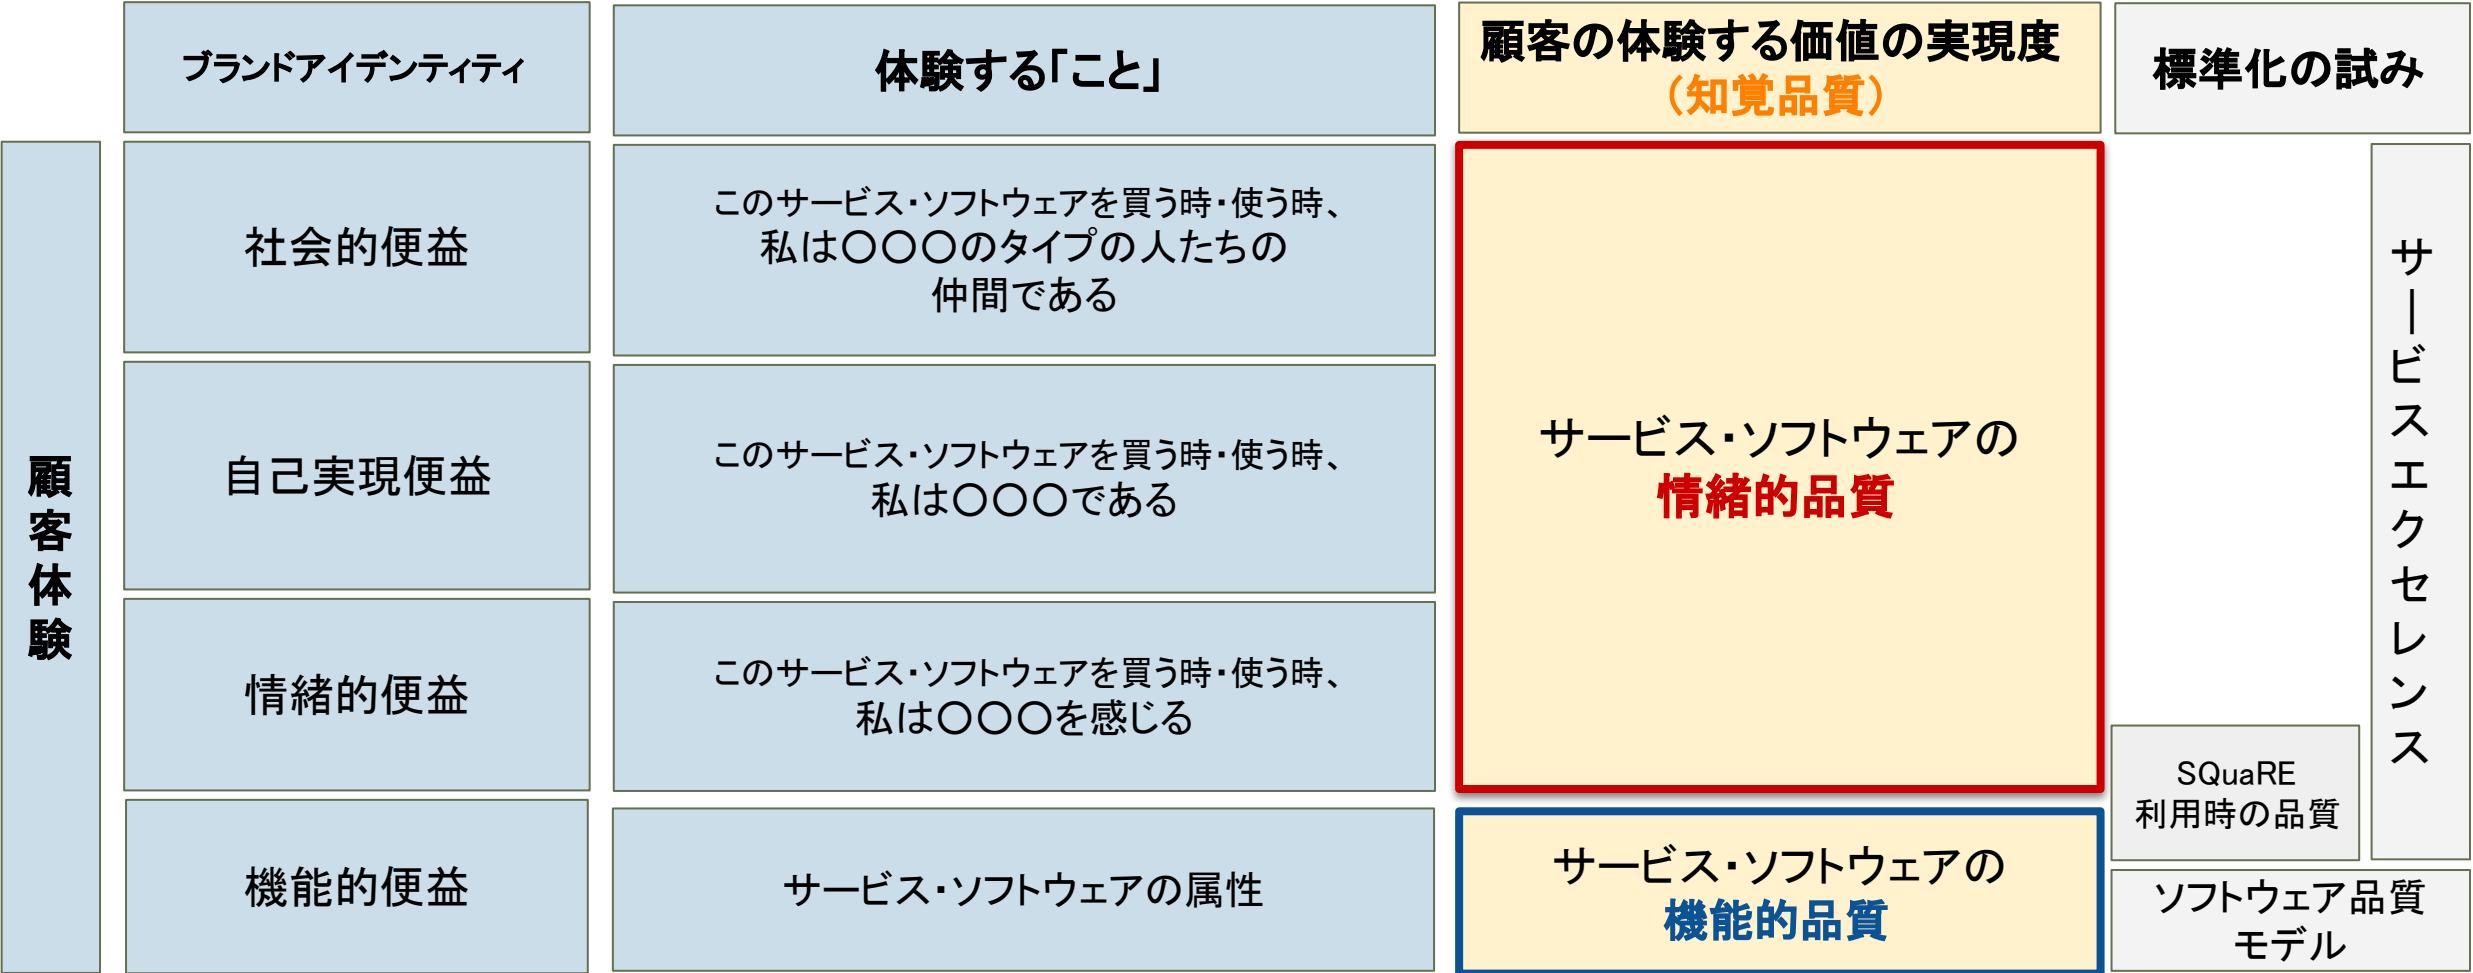 ブランドアイデンティティ
体験する「こと」
顧客の体験する価値の実現度
（知覚品質）
標準化の試み
顧客体験
社会的便益
このサービス・ソフトウェアを買う時・使う時、
私は〇〇〇のタイプの人たちの
仲間である
自己実現便益
このサービス・ソフトウェアを買う時・使う時、
私は〇〇〇である
情緒的便益
このサービス・ソフトウェアを買う時・使う時、
私は〇〇〇を感じる
機能的便益
サービス・ソフトウェアの属性
サービス・ソフトウェアの
情緒的品質
サービス・ソフトウェアの
機能的品質
サービスエクセレンス
SQuaRE
利用時の品質
ソフトウェア品質
モデル